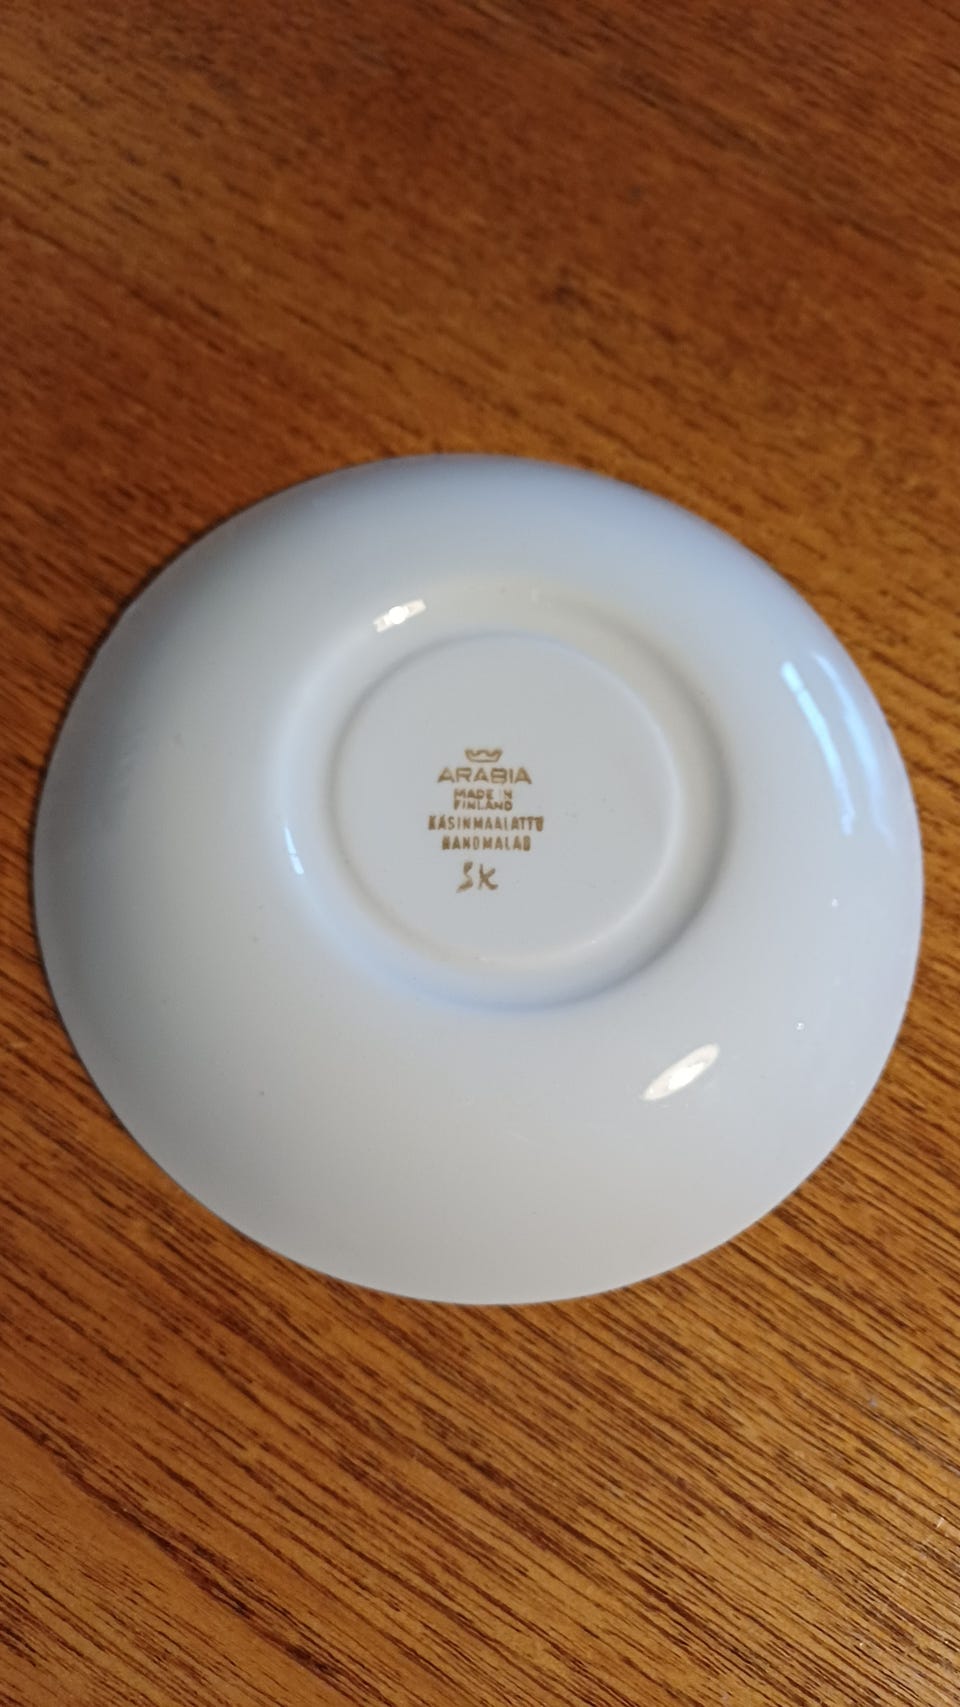 ARABIA
MADE IN
FINLAND
KÄSINMAALATTU
HANDMÅLAD
SK